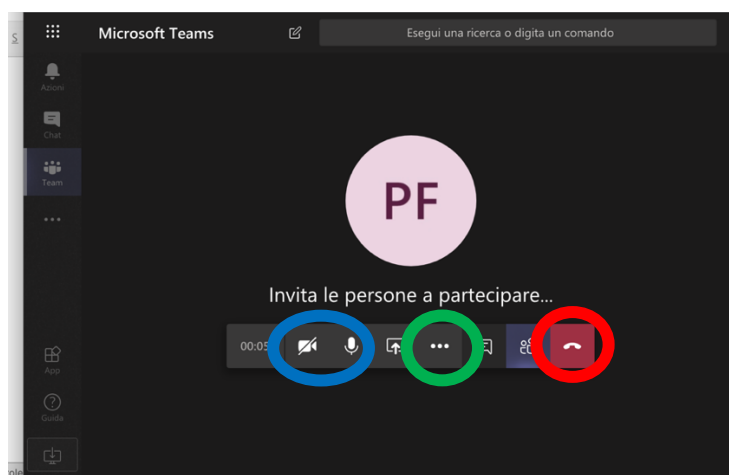 S
Microsoft Teams
Esegui una ricerca o digita un comando
Azioni
Chat
Team
PF
Invita le persone a partecipare...
00:05
App
Guida